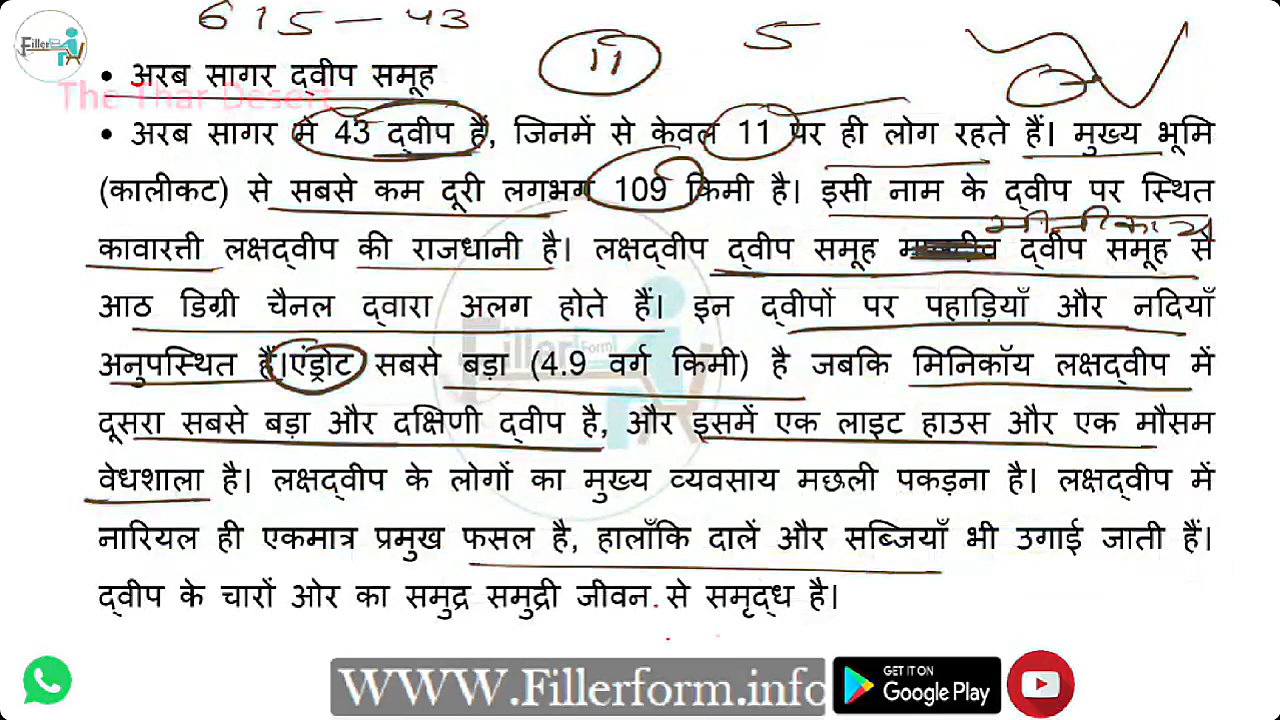 615-43
Filler Form
11
5
• अरब सागर द्वीप समूह
The Thar Desert
• अरब सागर में 43 द्वीप हैं, जिनमें से केवल 11 पर ही लोग रहते हैं। मुख्य भूमि
(कालीकट) से सबसे कम दूरी लगभग 109 किमी है। इसी नाम के द्वीप पर स्थित
कावारत्ती लक्षद्वीप की राजधानी है। लक्षद्वीप द्वीप समूह द्वीप समूह से
आठ डिग्री चैनल द्वारा अलग होते हैं। इन द्वीपों पर पहाड़ियाँ और नदियाँ
अनुपस्थित हैं।एंड्रोट सबसे बड़ा (4.9 वर्ग किमी) है जबकि मिनिकॉय लक्षद्वीप में
दूसरा सबसे बड़ा और दक्षिणी द्वीप है, और इसमें एक लाइट हाउस और एक मौसम
वेधशाला है। लक्षद्वीप के लोगों का मुख्य व्यवसाय मछली पकड़ना है। लक्षद्वीप में
नारियल ही एकमात्र प्रमुख फसल है, हालाँकि दालें और सब्जियाँ भी उगाई जाती हैं।
द्वीप के चारों ओर का समुद्र समुद्री जीवन से समृद्ध है।
WWW.Fillerform.info
GET IT ON
Google Play